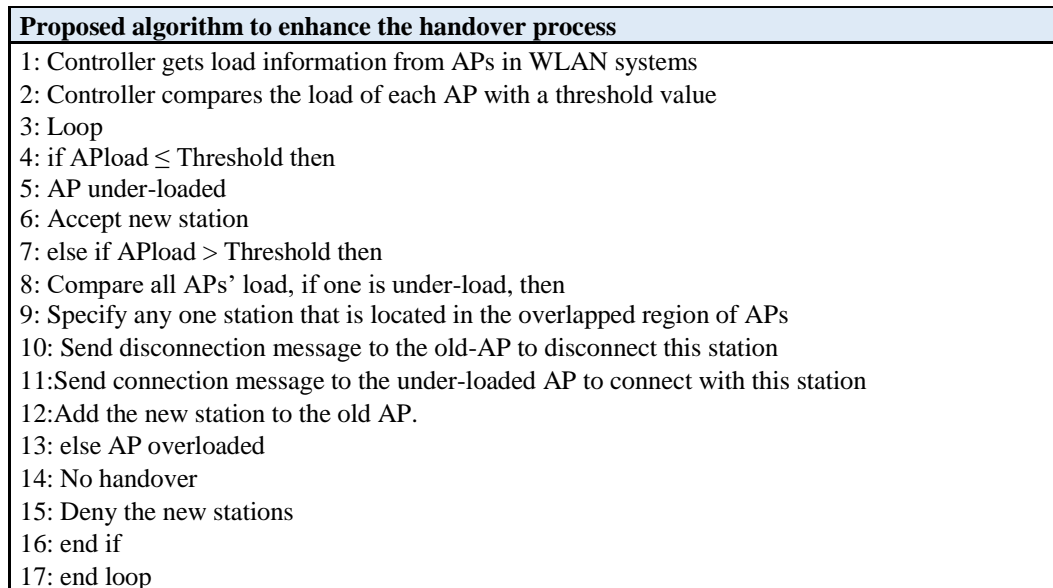 Proposed algorithm to enhance the handover process
1: Controller gets load information from APs in WLAN systems
2: Controller compares the load of each AP with a threshold value
3: Loop
4: if APload ≤ Threshold then
5: AP under-loaded
6: Accept new station
7: else if APload > Threshold then
8: Compare all APs’ load, if one is under-load, then
9: Specify any one station that is located in the overlapped region of APs
10: Send disconnection message to the old-AP to disconnect this station
11:Send connection message to the under-loaded AP to connect with this station
12:Add the new station to the old AP.
13: else AP overloaded
14: No handover
15: Deny the new stations
16: end if
17: end loop